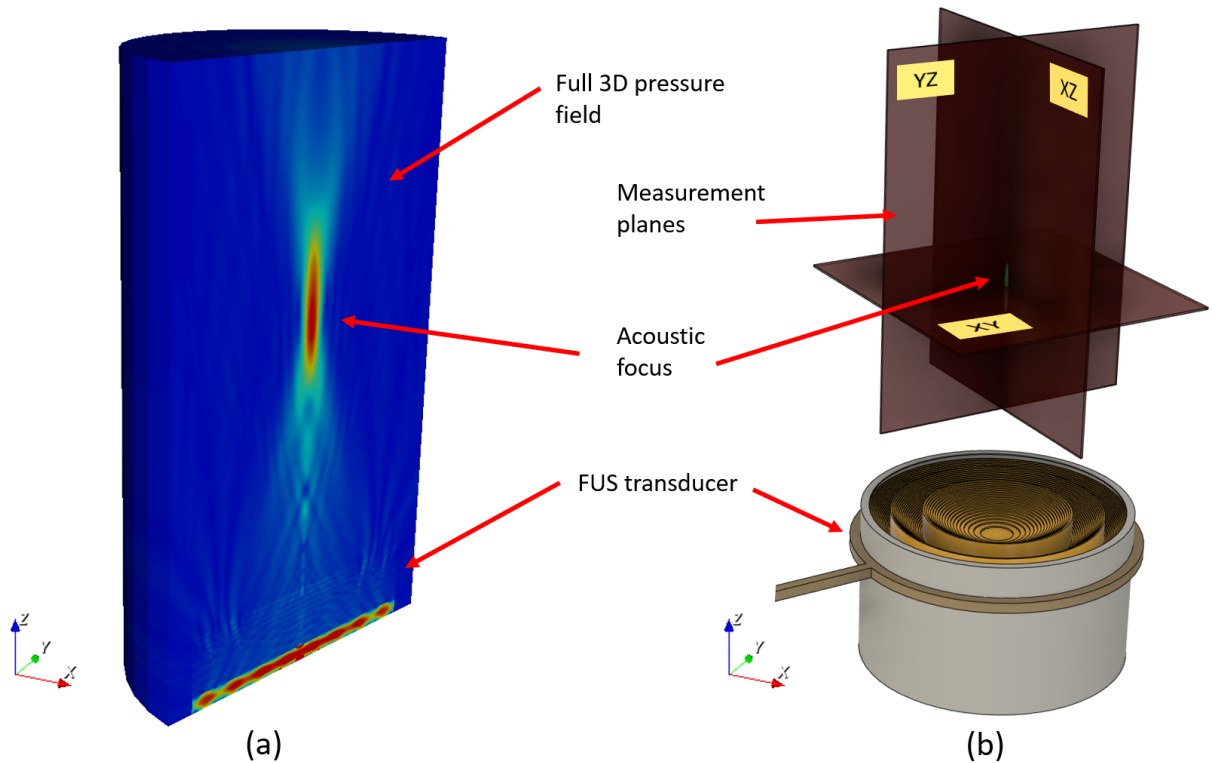 Full 3D pressure
field
Measurement
planes
Acoustic
focus
FUS transducer
Z
Y
X
(a)
YZ
XZ
XY
Z
Y
X
(b)